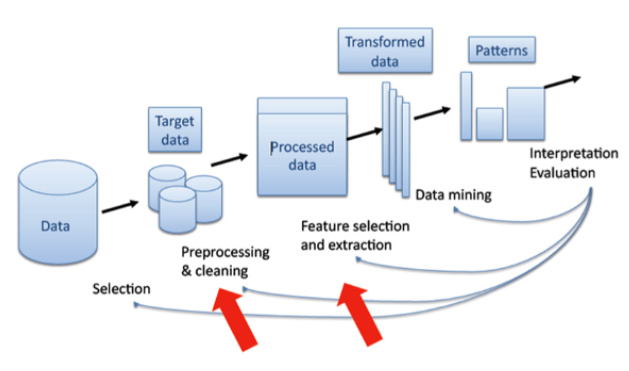 Transformed
data
Patterns
Target
data
Processed
data
Interpretation
Evaluation
Data mining
Data
Feature selection
and extraction
Preprocessing
& cleaning
Selection